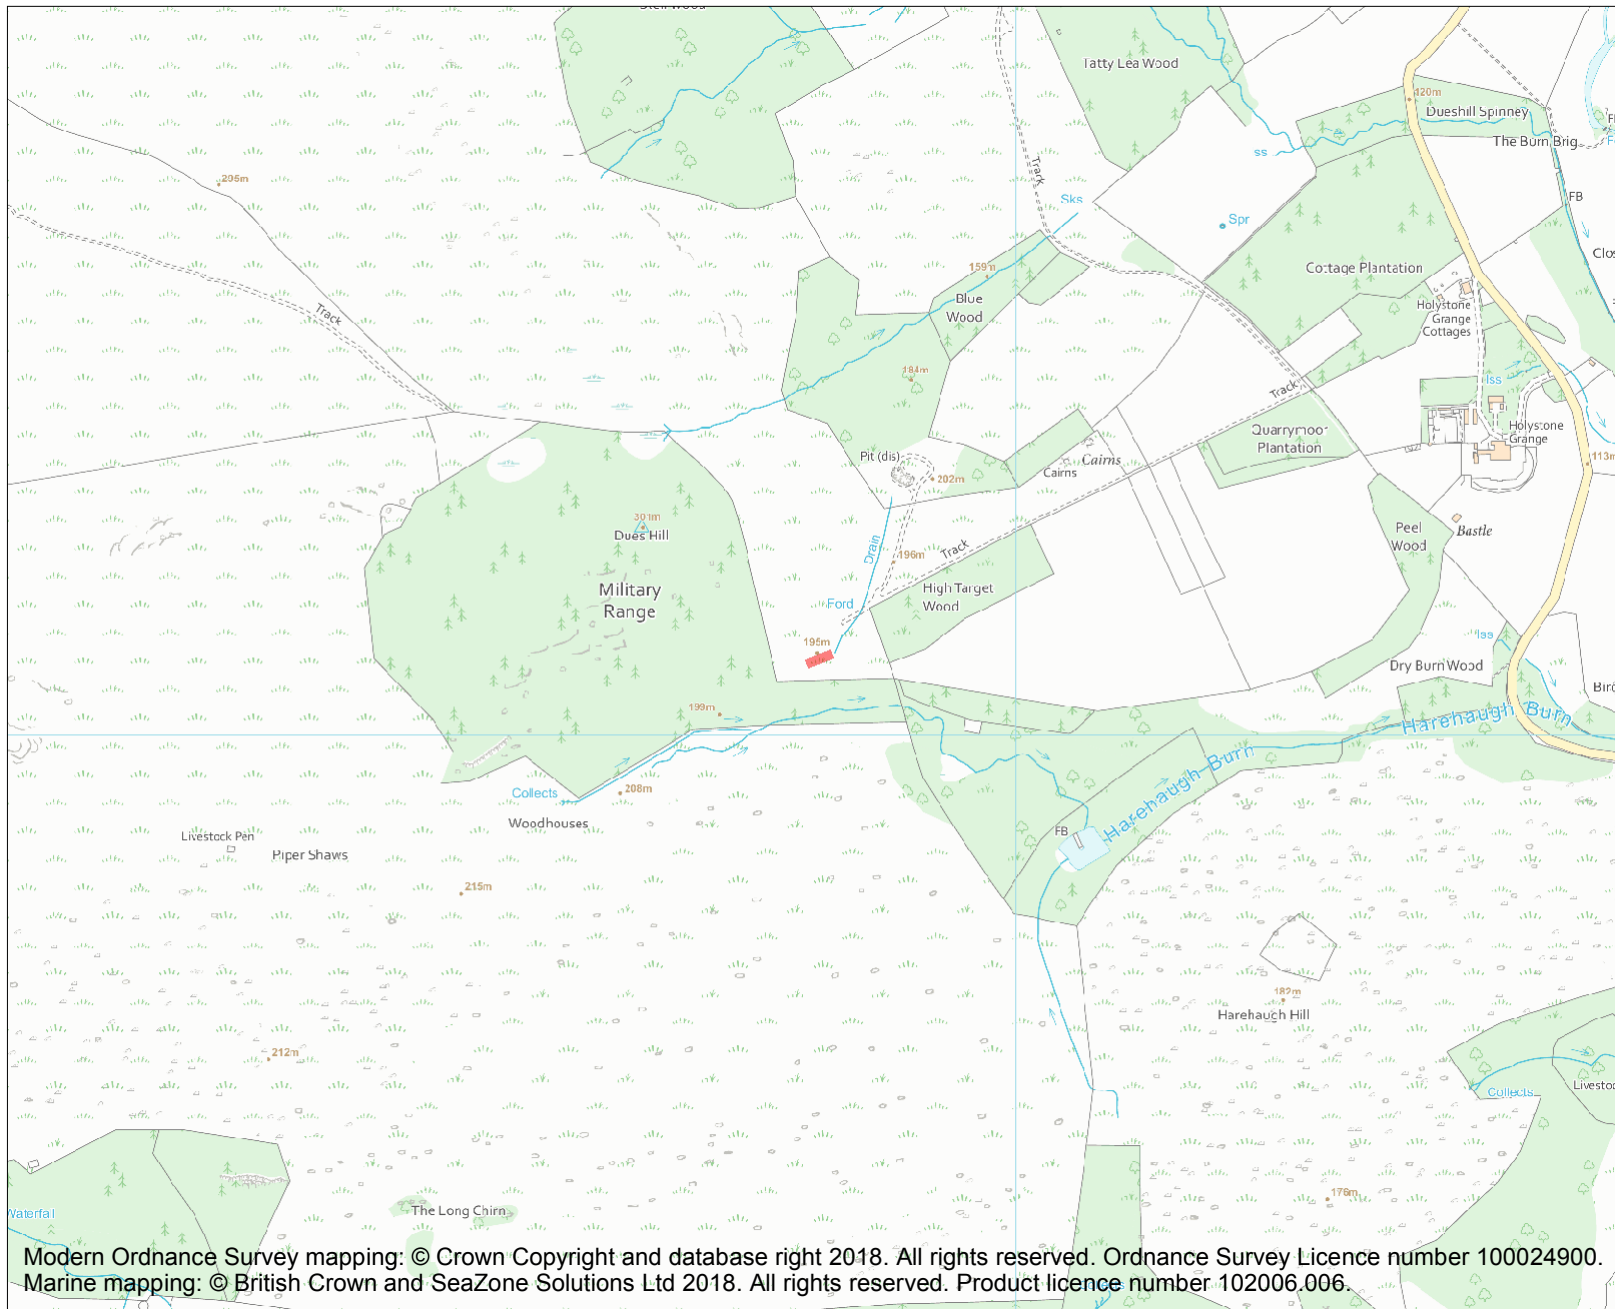 Tatty Lea Wood
120m
Dueshill Spinney
The Burn Brig
Iss
Track
205m
Sks
Spr
FB
159m
Cottage Plantation
Blue
Wood
Holystone
Grange
Cottages
Track
184m
Iss
Track
Quarrymoor
Plantation
Holystone
Grange
Pit (dis)
Cairns
Cairns
202m
113m
301m
Dues Hill
Peel
Wood
Bastle
Drain
196m
Track
Military
Range
High Target
Wood
Ford
195m
Iss
Dry Burn Wood
199m
Harehaugh Burn
Harehaugh Burn
Collects
208m
Woodhouses
FB
Livestock Pen
Piper Shaws
215m
182m
Harehaugh Hill
212m
Collects
176m
The Long Chirn
Waterfall
Modern Ordnance Survey mapping: © Crown Copyright and database right 2018. All rights reserved. Ordnance Survey Licence number 100024900.
Marine mapping: © British Crown and SeaZone Solutions Ltd 2018. All rights reserved. Product licence number 102006.006.